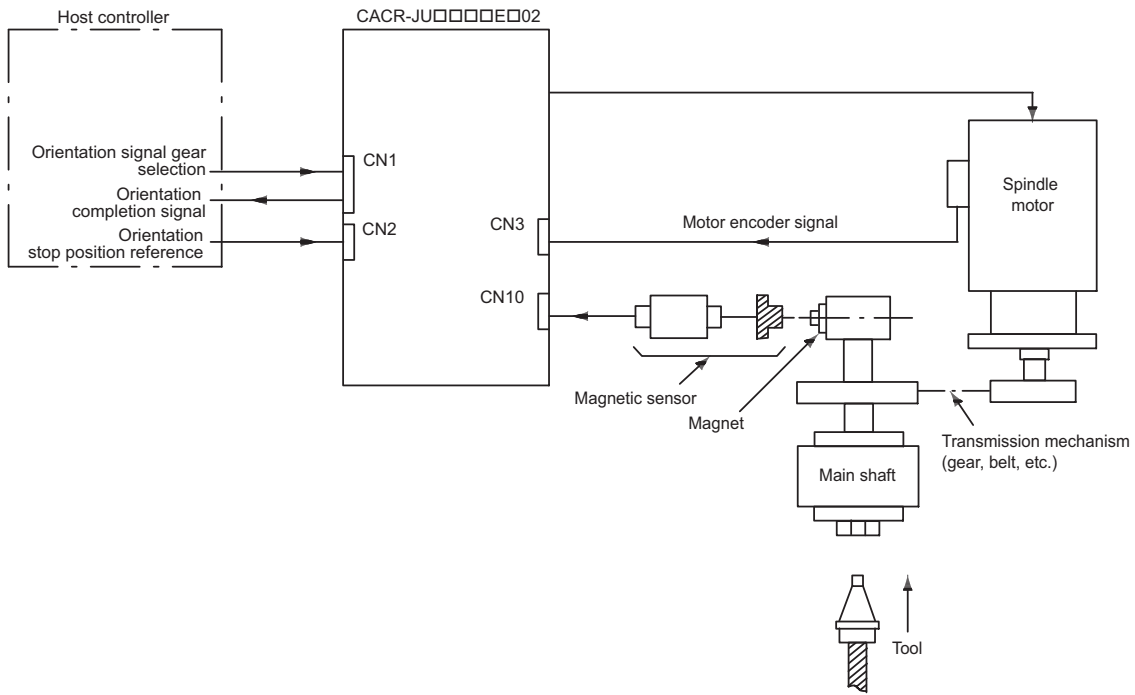 Host controller
CACR-JU□□□□E□02
Orientation signal gear
selection
CN1
Orientation
completion signal
Orientation
stop position reference
CN2
CN3
Motor encoder signal
Spindle
motor
CN10
Magnetic sensor
Magnet
Transmission mechanism
(gear, belt, etc.)
Main shaft
Tool